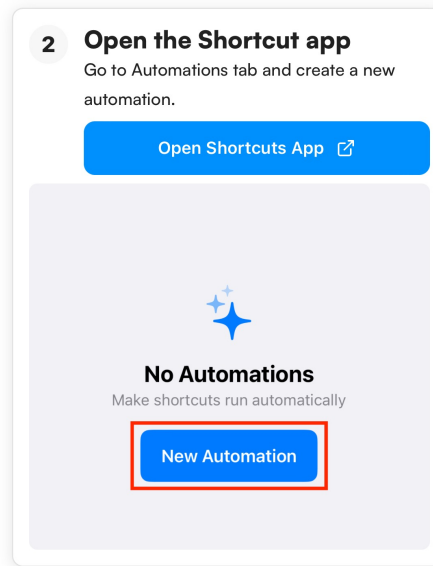 2 Open the Shortcut app
Go to Automations tab and create a new
automation.
Open Shortcuts App
No Automations
Make shortcuts run automatically
New Automation